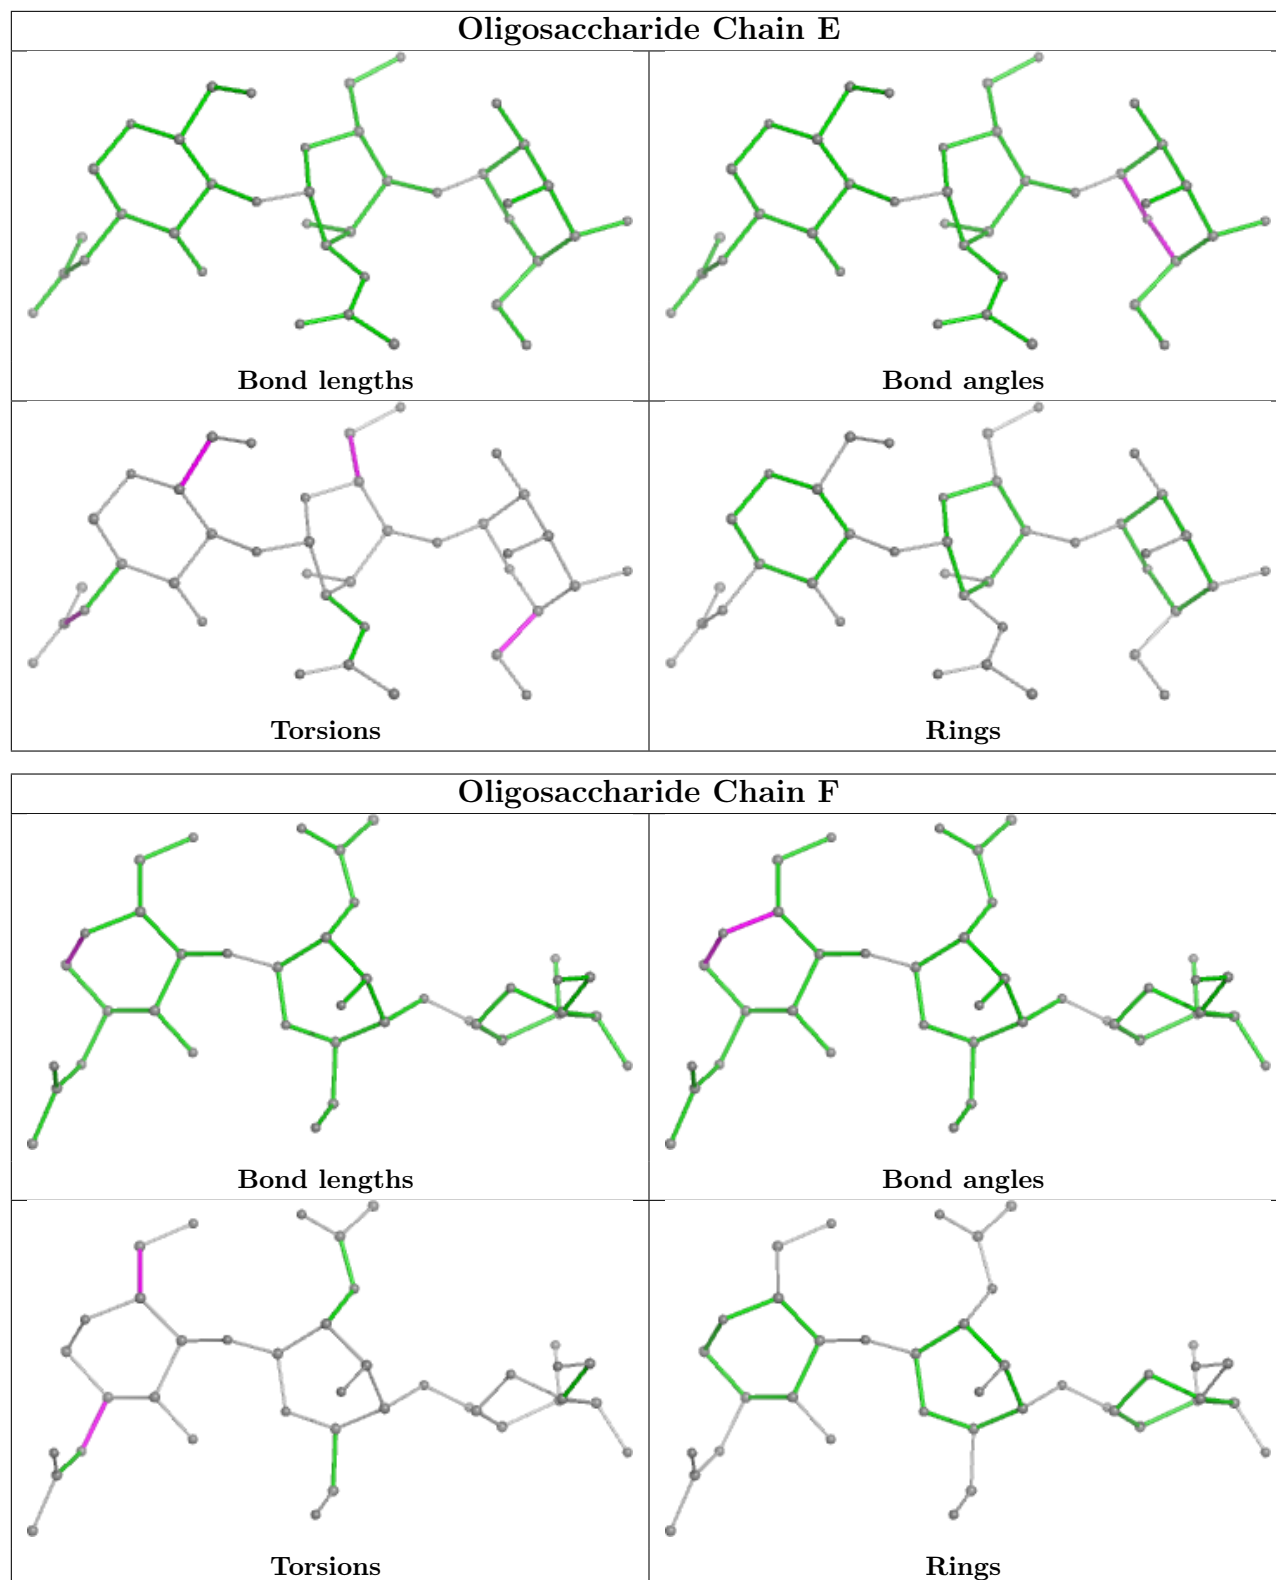 Oligosaccharide Chain E
Bond lengths
Bond angles
Torsions
Rings
Oligosaccharide Chain F
Bond lengths
Bond angles
Torsions
Rings